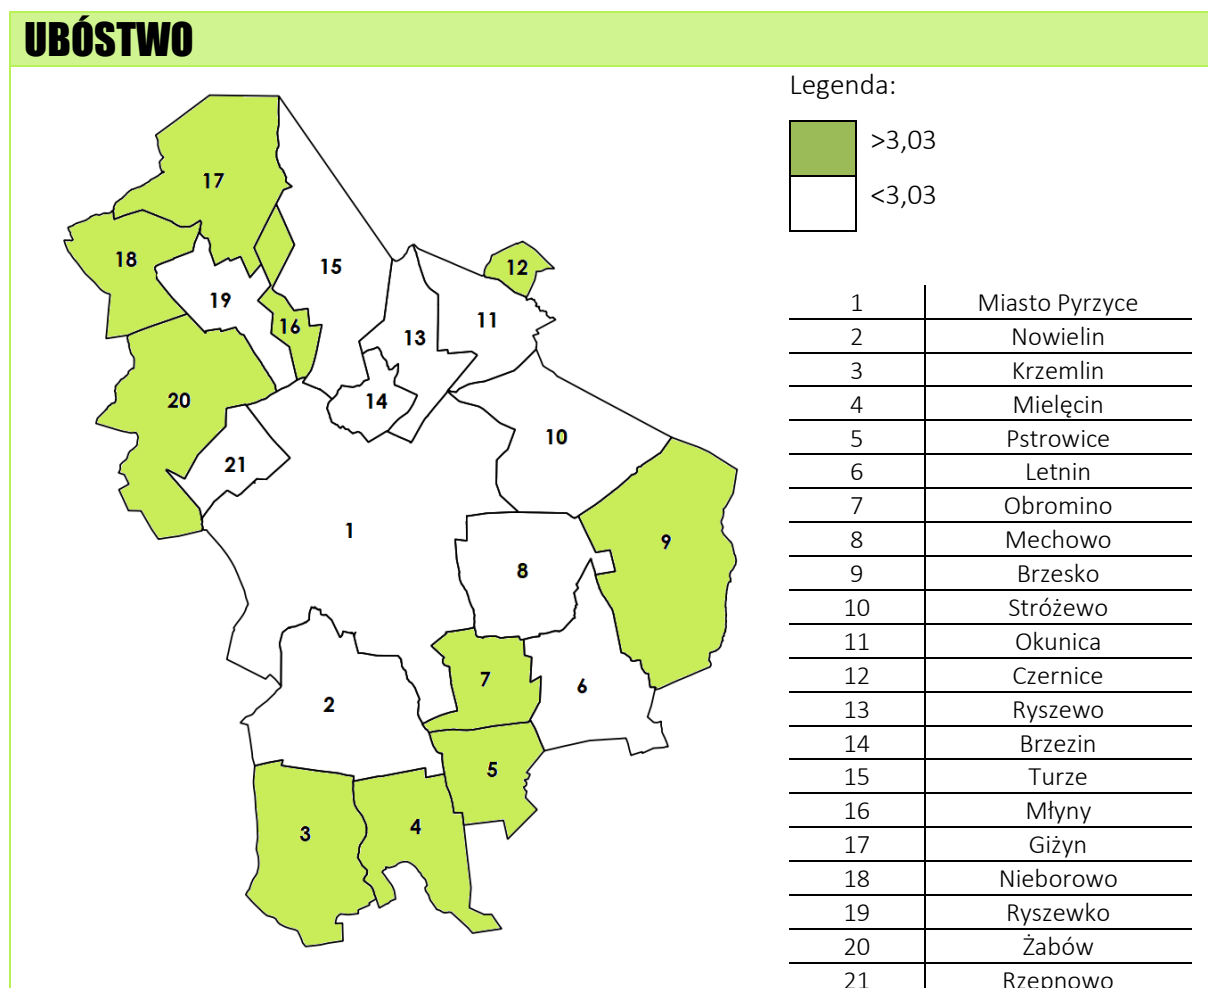 UBÓSTWO
Legenda:
>3,03
<3,03
17
18
15
12
19
16
11
13
20
14
10
21
1
9
8
7
6
2
5
3
4
1 Miasto Pyrzyce
2 Nowielin
3 Krzemlin
4 Mielęcin
5 Pstrowice
6 Letnin
7 Obromino
8 Mechowo
9 Brzesko
10 Stróżewo
11 Okunica
12 Czernice
13 Ryszewo
14 Brzezin
15 Turze
16 Młyny
17 Giżyn
18 Nieborowo
19 Ryszewko
20 Żabów
21 Rzepnowo